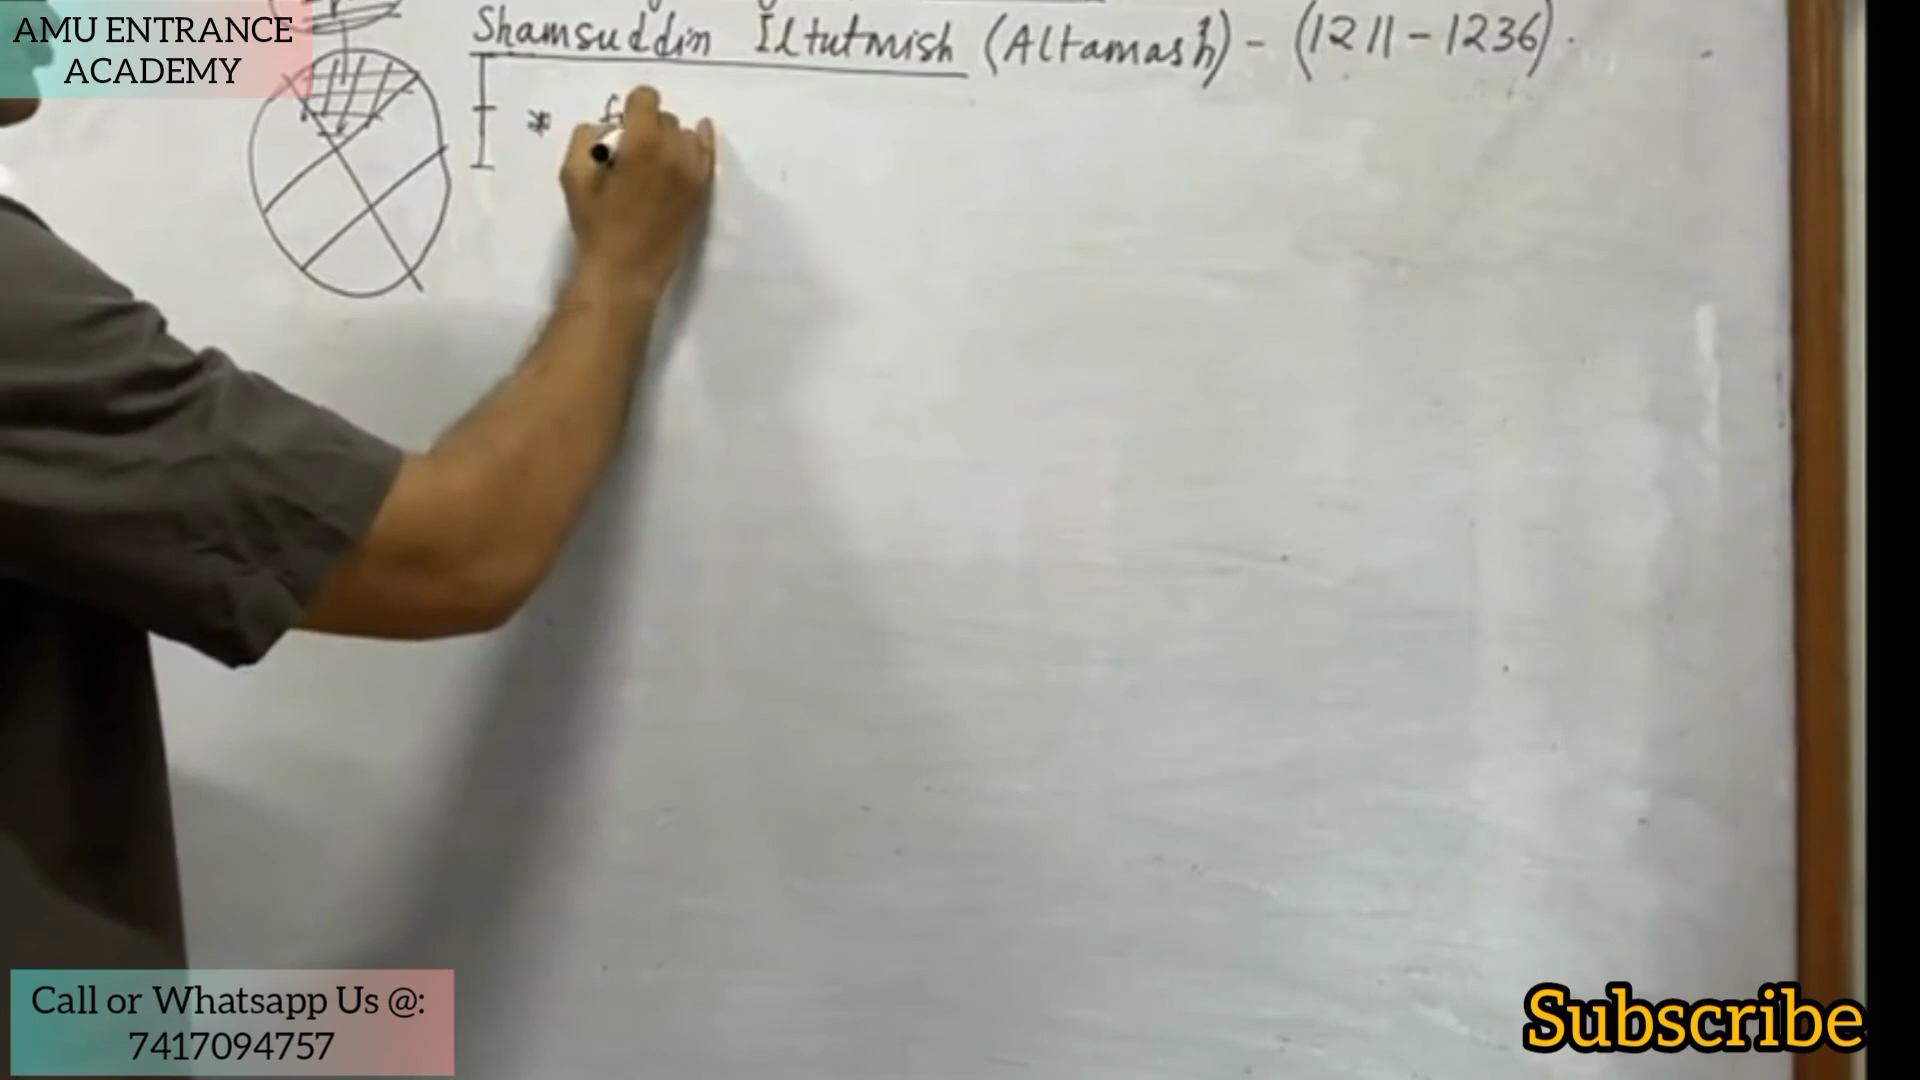 AMU ENTRANCE
ACADEMY
Shamsuddin Iltutmish (Altamash) - (1211 - 1236).
*
Call or Whatsapp Us @:
7417094757
Subscribe